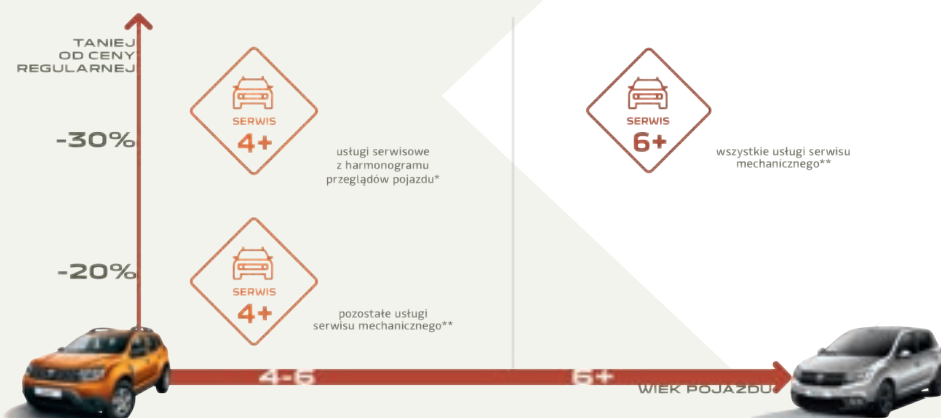 TANIEJ
OD CENY
REGULARNEJ
-30%
SERWIS
4+
usługi serwisowe
z harmonogramu
przeglądów pojazdu*
SERWIS
6+
wszystkie usługi serwisu
mechanicznego**
-20%
SERWIS
4+
pozostałe usługi
serwisu mechanicznego**
4-6
6+
WIEK POJAZDU